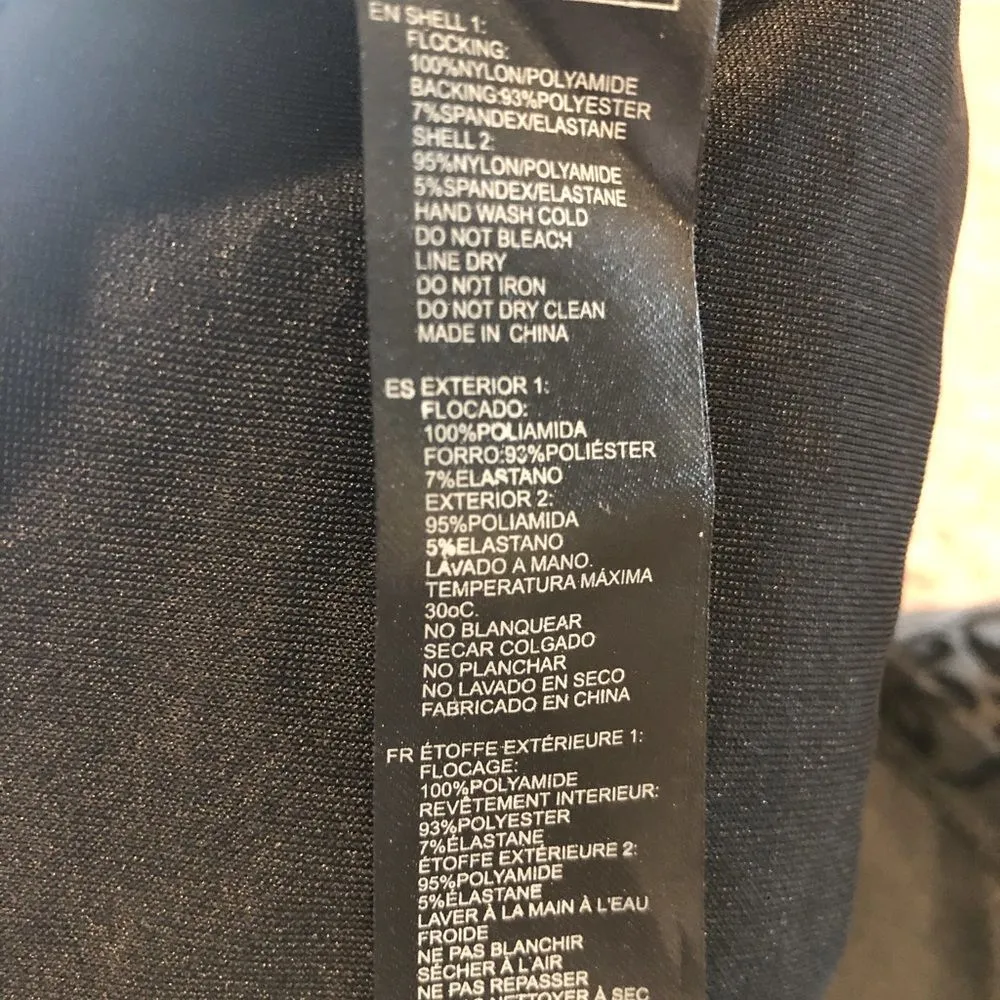 EN SHELL 1:
FLOCKING:
100%NYLON/POLYAMIDE
BACKING:93%POLYESTER
7%SPANDEX/ELASTANE
SHELL 2:
95%NYLON/POLYAMIDE
5%SPANDEX/ELASTANE
HAND WASH COLD
DO NOT BLEACH
LINE DRY
DO NOT IRON
DO NOT DRY CLEAN
MADE IN CHINA
ES EXTERIOR 1:
FLOCADO:
100%POLIAMIDA
FORRO:93%POLIÉSTER
7%ELASTANO
EXTERIOR 2:
95%POLIAMIDA
5%ELASTANO
LAVADO A MANO.
TEMPERATURA MÁXIMA
30oC.
NO BLANQUEAR
SECAR COLGADO
NO PLANCHAR
NO LAVADO EN SECO
FABRICADO EN CHINA
FR ÉTOFFE EXTÉRIEURE 1:
FLOCAGE:
100%POLYAMIDE
REVÊTEMENT INTERIEUR:
93%POLYESTER
7%ÉLASTANE
ÉTOFFE EXTÉRIEURE 2:
95%POLYAMIDE
5%ÉLASTANE
LAVER À LA MAIN À L'EAU
FROIDE
NE PAS BLANCHIR
SÉCHER À L'AIR
NE PAS REPASSER
NETTOYER À SEC